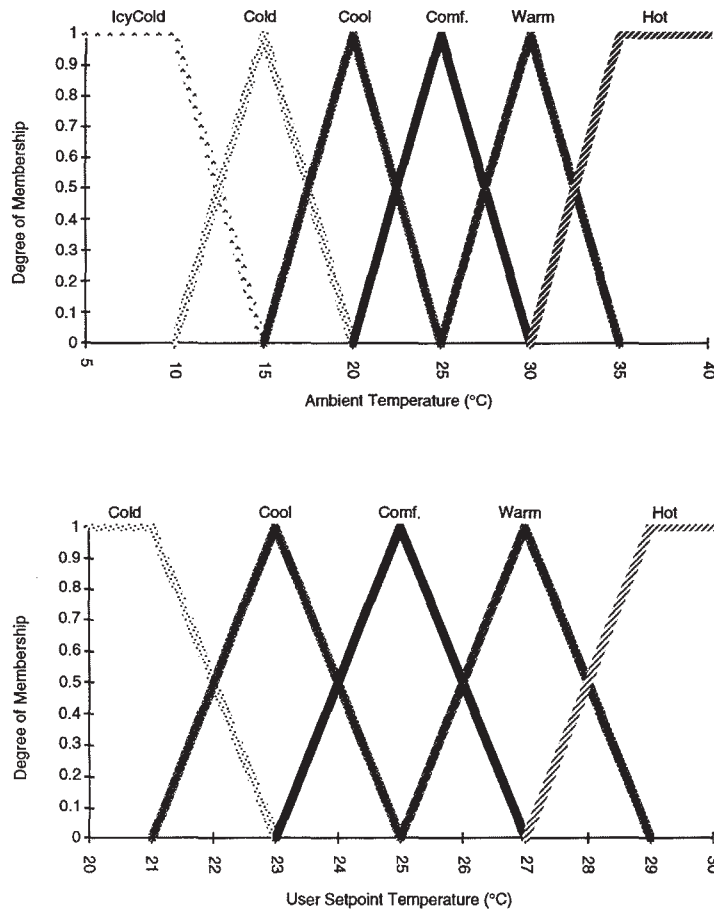 IcyCold Cold Cool Comf. Warm Hot
1
0.9
0.8
0.7
0.6
0.5
0.4
0.3
0.2
0.1
0
Degree of Membership
5 10 15 20 25 30 35 40
Ambient Temperature (°C)
Cold Cool Comf. Warm Hot
1
0.9
0.8
0.7
0.6
0.5
0.4
0.3
0.2
0.1
0
Degree of Membership
20 21 22 23 24 25 26 27 28 29 30
User Setpoint Temperature (°C)